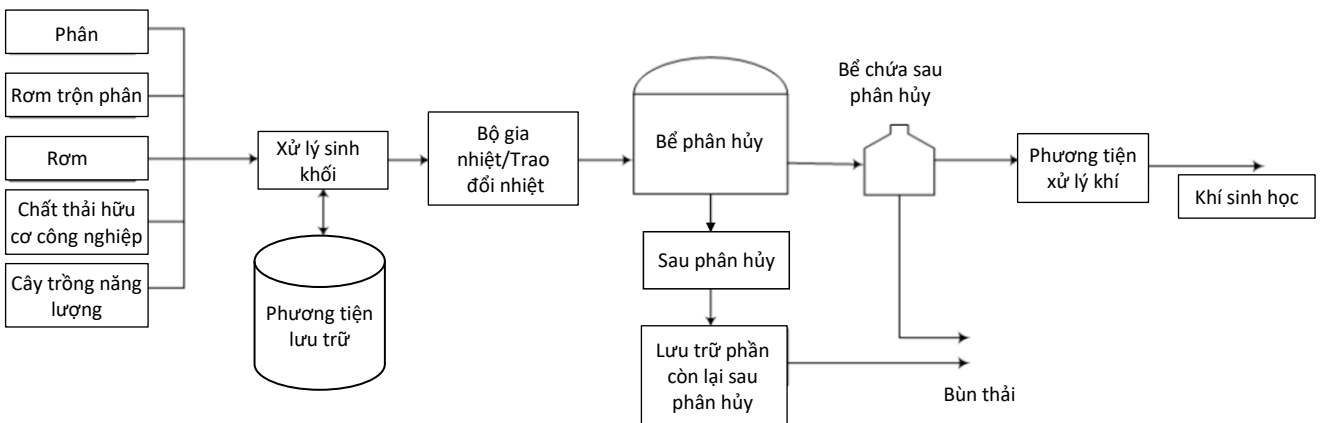 Phân
Rơm trộn phân
Rơm
Chất thải hữu
cơ công nghiệp
Cây trồng năng
lượng
Xử lý sinh
khối
Phương tiện
lưu trữ
Bộ gia
nhiệt/Trao
đổi nhiệt
Bể phân hủy
Sau phân hủy
Lưu trữ phần
còn lại sau
phân hủy
Bể chứa sau
phân hủy
Phương tiện
xử lý khí
Khí sinh học
Bùn thải